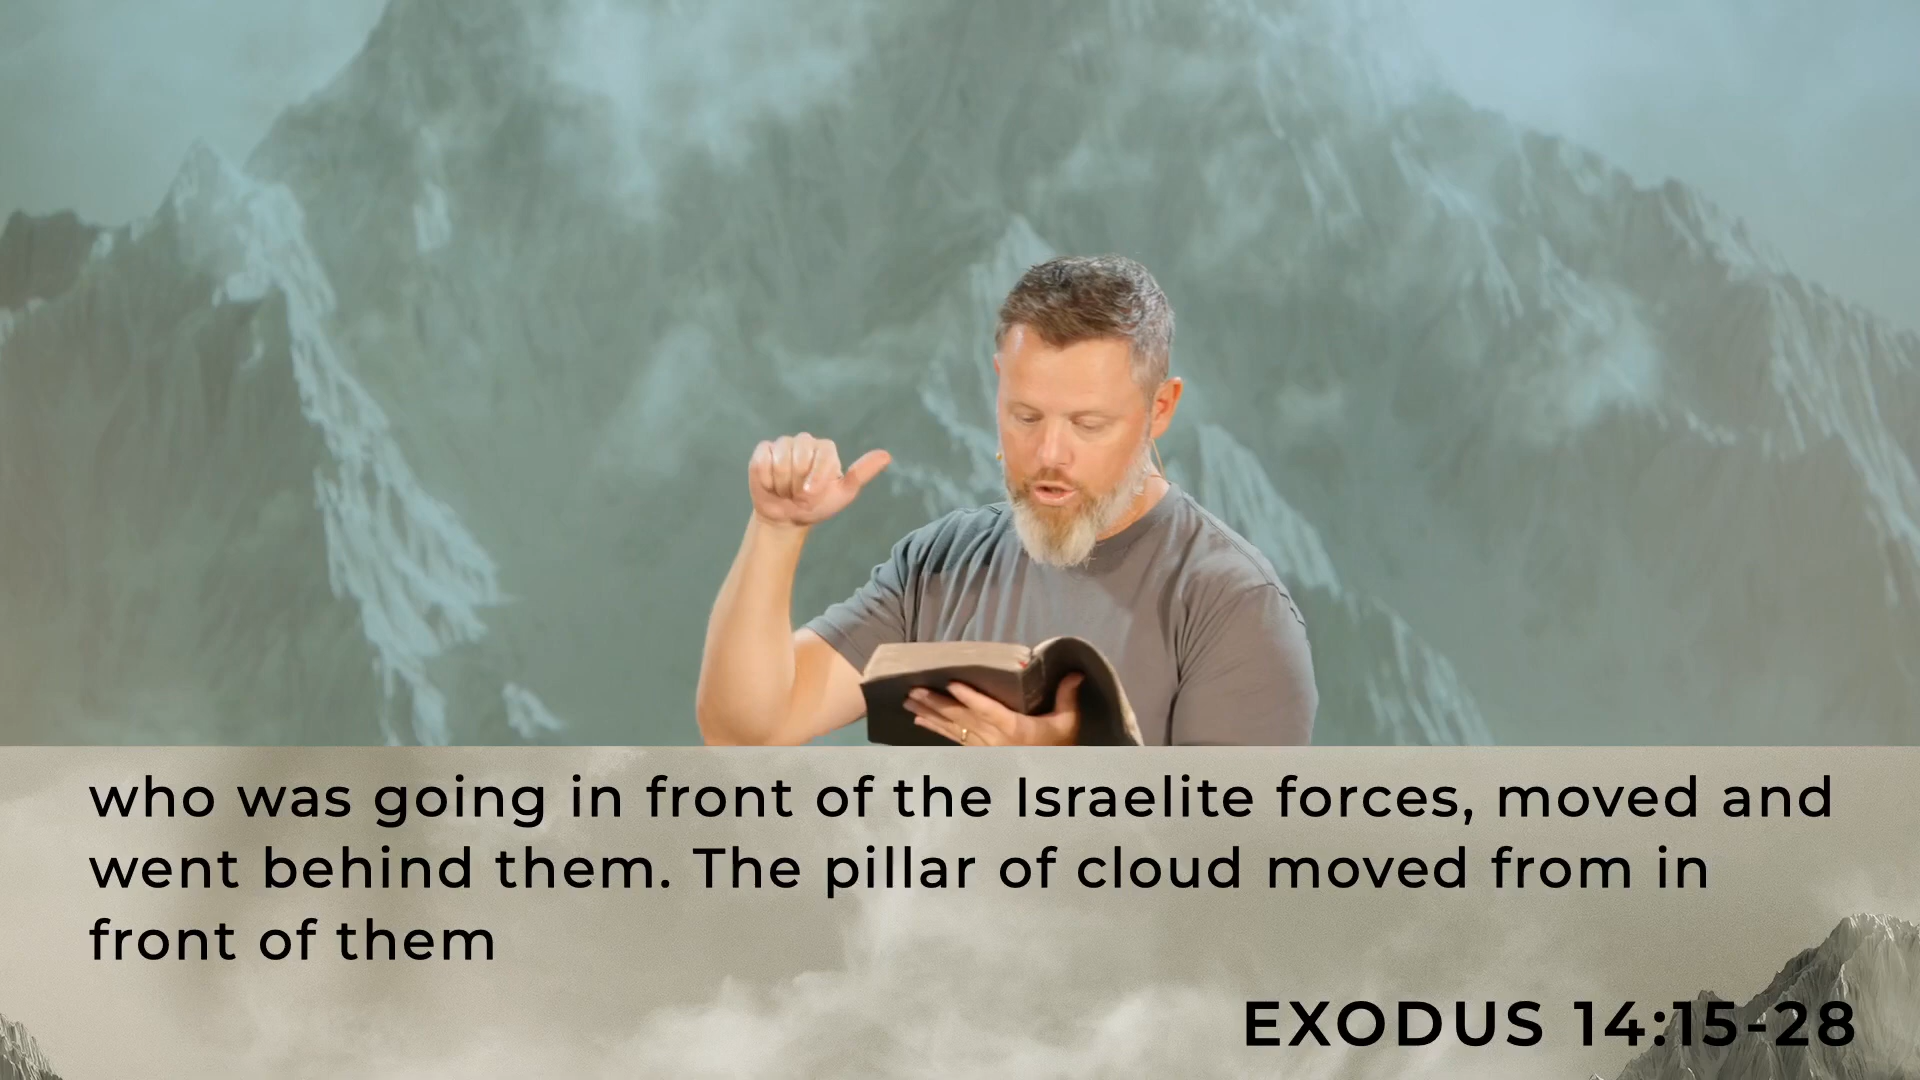 who was going in front of the Israelite forces, moved and
went behind them. The pillar of cloud moved from in
front of them
EXODUS 14:15-28